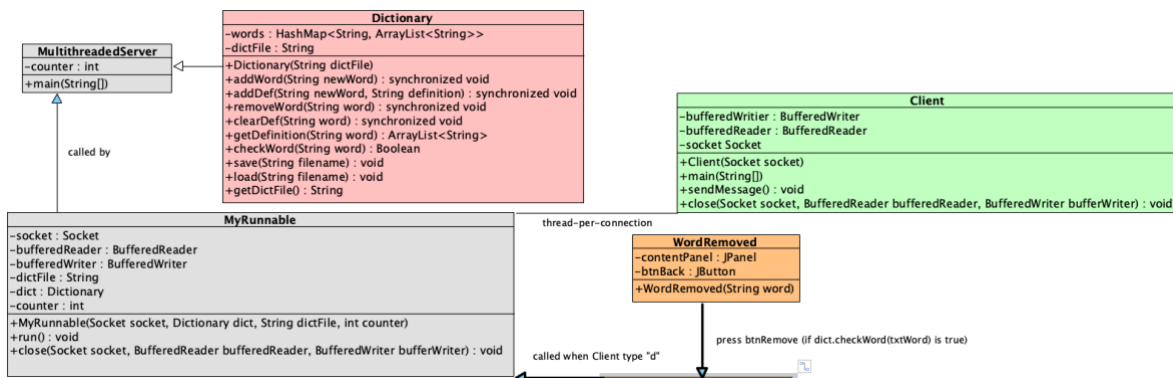 Dictionary
-words : HashMap<String, ArrayList<String>>
-dictFile : String
+Dictionary(String dictFile)
+addWord(String newWord) : synchronized void
+addDef(String newWord, String definition) : synchronized void
+removeWord(String word) : synchronized void
+clearDef(String word) : synchronized void
+getDefinition(String word) : ArrayList<String>
+checkWord(String word) : Boolean
+save(String filename) : void
+load(String filename) : void
+getDictFile() : String
MultithreadedServer
-counter : int
+main(String[])
called by
Client
-bufferedWritier : BufferedWriter
-bufferedReader : BufferedReader
-socket Socket
+Client(Socket socket)
+main(String[])
+sendMessage() : void
+close(Socket socket, BufferedReader bufferedReader, BufferedWriter bufferWriter) : void
MyRunnable
-socket : Socket
-bufferedReader : BufferedReader
-bufferedWriter : BufferedWriter
-dictFile : String
-dict : Dictionary
-counter : int
+MyRunnable(Socket socket, Dictionary dict, String dictFile, int counter)
+run() : void
+close(Socket socket, BufferedReader bufferedReader, BufferedWriter bufferWriter) : void
thread-per-connection
WordRemoved
-contentPanel : JPanel
-btnBack : JButton
+WordRemoved(String word)
press btnRemove (if dict.checkWord(txtWord) is true)
called when Client type "d"